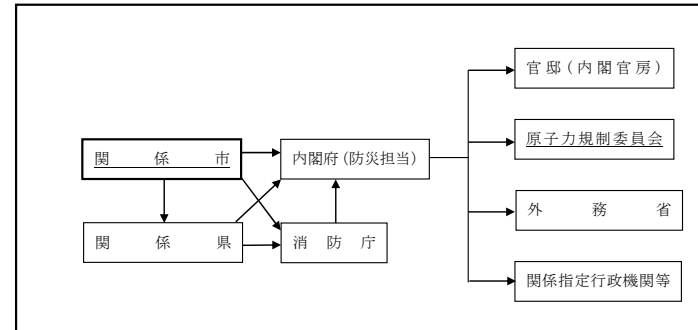 官邸(内閣官房)
関係市
内閣府(防災担当)
原子力規制委員会
関係県
消防庁
外務省
関係指定行政機関等